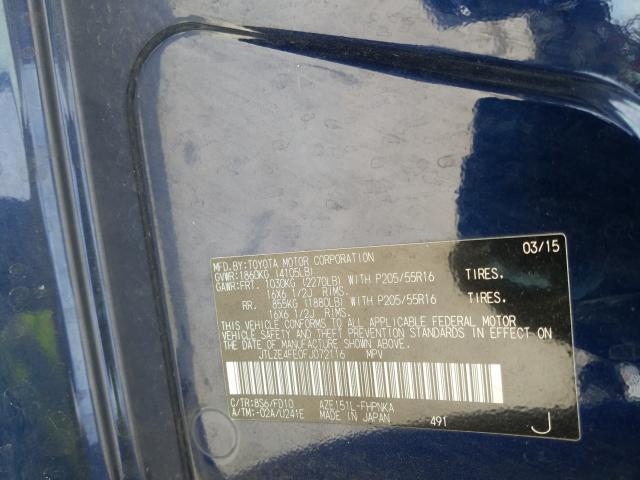 MFD.BY:TOYOTA MOTOR CORPORATION 03/15
GVWR:1860KG (4105LB)
GAWR:FRT. 1030KG (2270LB) WITH P205/55R16 TIRES.
16X6 1/2J RIMS.
RR. 855KG (1880LB) WITH P205/55R16 TIRES.
16X6 1/2J RIMS.
THIS VEHICLE CONFORMS TO ALL APPLICABLE FEDERAL MOTOR
VEHICLE SAFETY AND THEFT PREVENTION STANDARDS IN EFFECT ON
THE DATE OF MANUFACTURE SHOWN ABOVE.
JTLZE4FE0FJ072116 MPV
C/TR:8S6/FD10 AZE151L-FHPNKA
A/TM:-02A/U241E MADE IN JAPAN 491 J